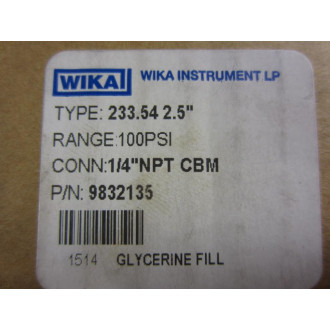 WIKA WIKA INSTRUMENT LP
TYPE: 233.54 2.5"
RANGE:100PSI
CONN:1/4"NPT CBM
P/N: 9832135
1514 GLYCERINE FILL